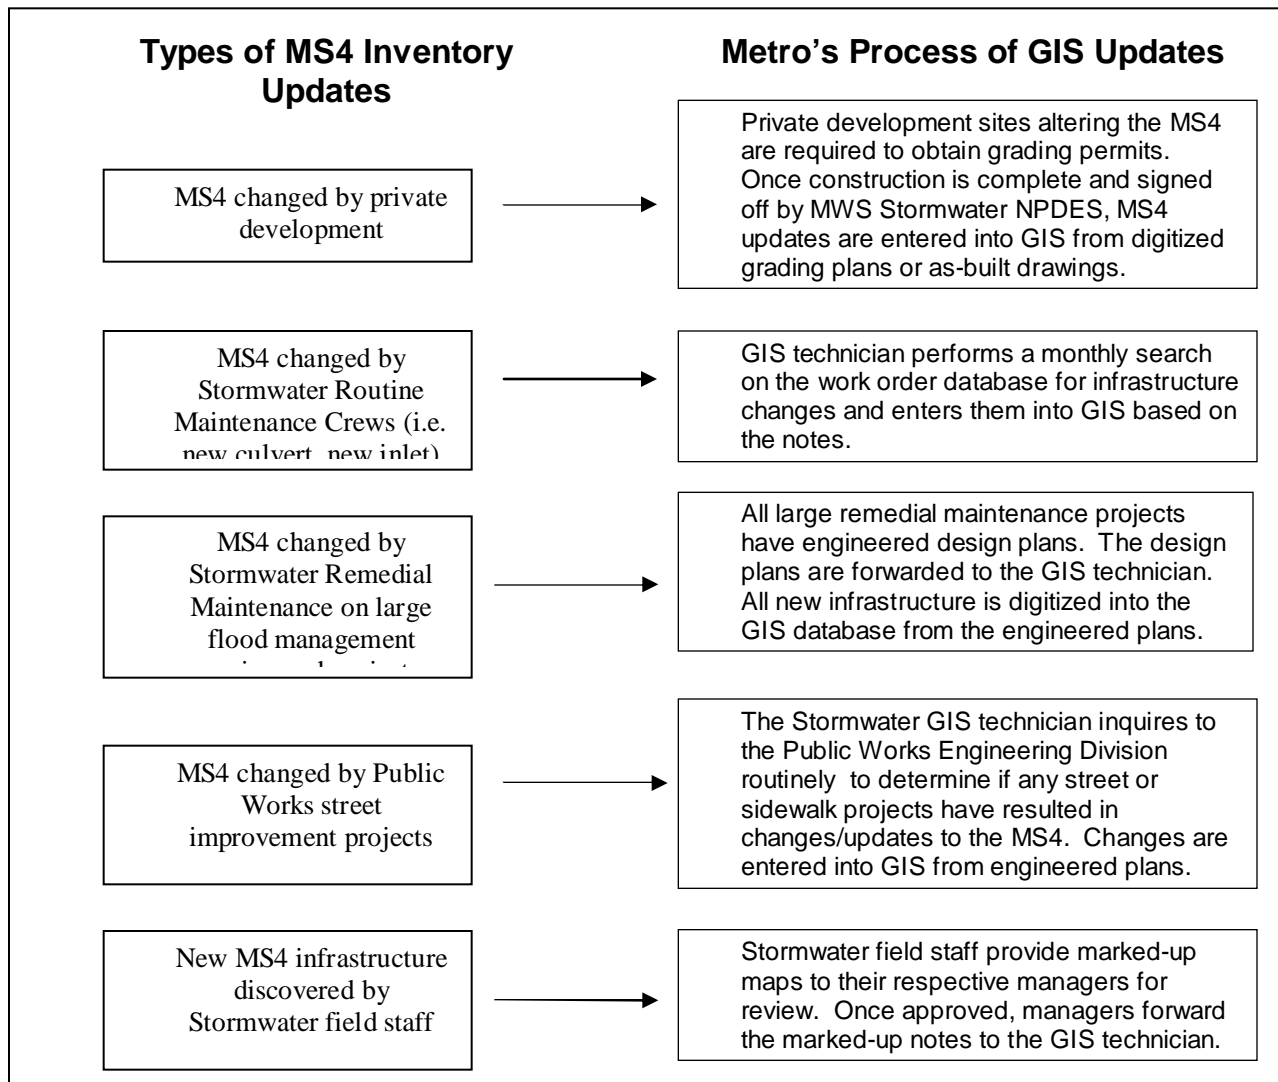 Types of MS4 Inventory
Updates
Metro's Process of GIS Updates
MS4 changed by private
development
Private development sites altering the MS4
are required to obtain grading permits.
Once construction is complete and signed
off by MWS Stormwater NPDES, MS4
updates are entered into GIS from digitized
grading plans or as-built drawings.
MS4 changed by
Stormwater Routine
Maintenance Crews (i.e.
new culvert, new inlet)
GIS technician performs a monthly search
on the work order database for infrastructure
changes and enters them into GIS based on
the notes.
MS4 changed by
Stormwater Remedial
Maintenance on large
flood management
All large remedial maintenance projects
have engineered design plans.  The design
plans are forwarded to the GIS technician.
All new infrastructure is digitized into the
GIS database from the engineered plans.
MS4 changed by Public
Works street
improvement projects
The Stormwater GIS technician inquires to
the Public Works Engineering Division
routinely  to determine if any street or
sidewalk projects have resulted in
changes/updates to the MS4.  Changes are
entered into GIS from engineered plans.
New MS4 infrastructure
discovered by
Stormwater field staff
Stormwater field staff provide marked-up
maps to their respective managers for
review.  Once approved, managers forward
the marked-up notes to the GIS technician.